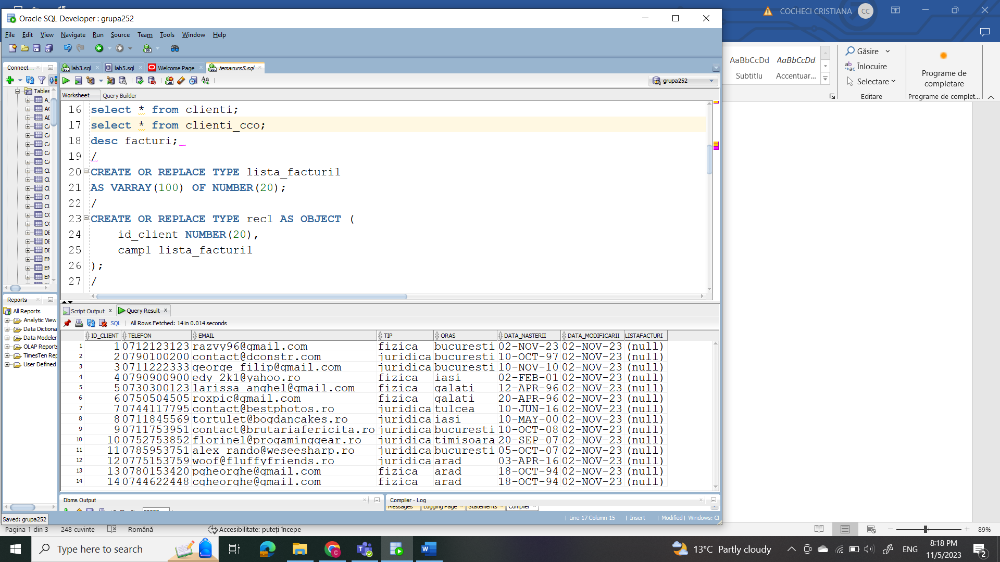 COCHECI CRISTIANA CC
Oracle SQL Developer : grupa252
File Edit View Navigate Run Source Team Tools Window Help
AaBbCcDd AaBbCcDd
Subtitlu Accentuar...
Găsire
Înlocuire
Selectare
Editare
Programe de
completare
Programe de complet...
Connect... lab3.sql lab5.sql Welcome Page temacurs5.sql
grupa252
Worksheet Query Builder
Tables
16 select * from clienti;
17 select * from clienti_cco;
18 desc facturi;
19 /
20 CREATE OR REPLACE TYPE lista_facturi1
21 AS VARRAY(100) OF NUMBER(20);
22 /
23 CREATE OR REPLACE TYPE rec1 AS OBJECT (
24 id_client NUMBER(20),
25 camp1 lista_facturi1
26 );
27 /
Reports
All Reports
Analytic View
Data Dictiona
Data Modeler
OLAP Reports
TimesTen Rep
User Defined
Script Output x Query Result x
SQL | All Rows Fetched: 14 in 0.014 seconds
ID_CLIENT TELEFON EMAIL TIP ORAS DATA_NASTERII DATA_MODIFICARII LISTAFACTURI
1 1 0712123123 razvy96@gmail.com fizica bucuresti 02-NOV-23 02-NOV-23 (null)
2 2 0790100200 contact@dconstr.com juridica bucuresti 10-OCT-97 02-NOV-23 (null)
3 3 0711222333 george_filip@gmail.com juridica bucuresti 10-NOV-10 02-NOV-23 (null)
4 4 0790900900 edy_2k1@yahoo.ro fizica iasi 02-FEB-01 02-NOV-23 (null)
5 5 0730300123 larissa_anghel@gmail.com fizica galati 12-APR-96 02-NOV-23 (null)
6 6 0750504505 roxpic@gmail.com fizica galati 20-APR-96 02-NOV-23 (null)
7 7 0744117795 contact@bestphotos.ro juridica tulcea 10-JUN-16 02-NOV-23 (null)
8 8 0711845569 tortulet@bogdancakes.ro juridica iasi 10-MAY-00 02-NOV-23 (null)
9 9 0711753951 contact@brutariafericita.ro juridica bucuresti 10-OCT-08 02-NOV-23 (null)
10 10 0752753852 florinel@progaminggear.ro juridica timisoara 20-SEP-07 02-NOV-23 (null)
11 11 0785953751 alex_rando@weseesharp.ro juridica bucuresti 05-OCT-07 02-NOV-23 (null)
12 12 0775153759 woof@fluffyfriends.ro juridica arad 03-APR-16 02-NOV-23 (null)
13 13 0780153420 pgheorghe@gmail.com fizica arad 18-OCT-94 02-NOV-23 (null)
14 14 0744622448 cgheorghe@gmail.com fizica arad 18-OCT-94 02-NOV-23 (null)
Dbms Output
Compiler - Log
Messages Logging Page Statements Compiler
Saved: grupa252
| Line 17 Column 15 | Insert | Modified | Windows: CF
Pagina 1 din 3 248 cuvinte Română Accesibilitate: puteți începe 89%
Type here to search
13°C Partly cloudy ENG 8:18 PM
11/5/2023
2